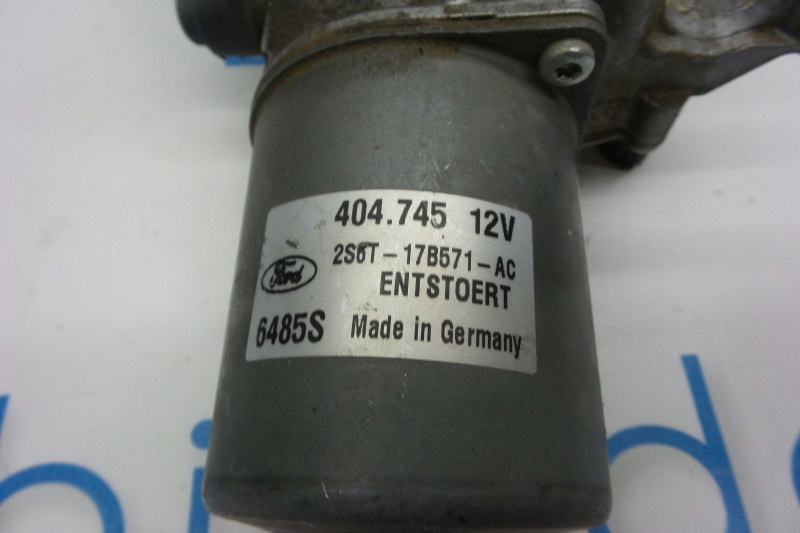 404.745 12V
2S6T-17B571-AC
Ford
ENTSTOERT
6485S Made in Germany